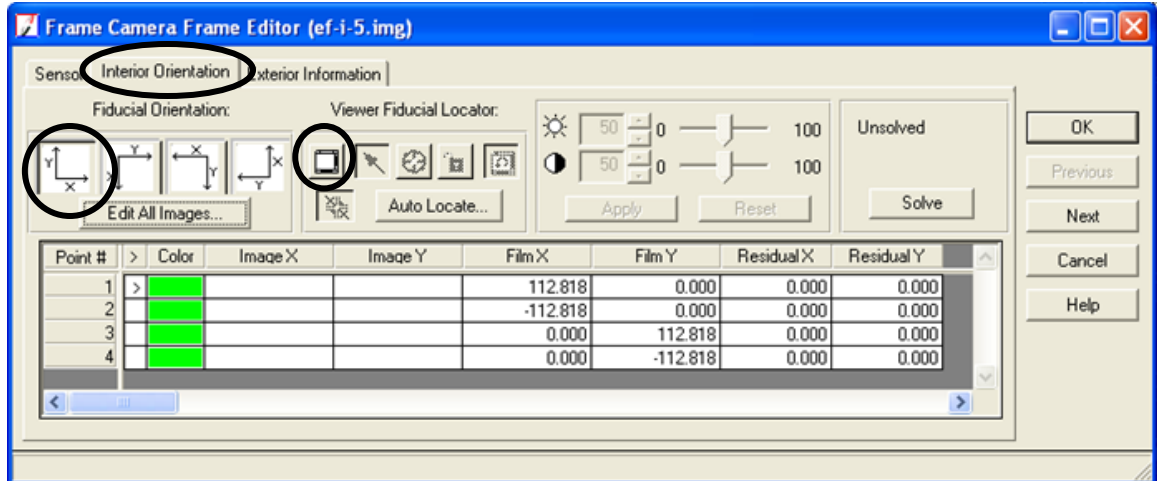 Frame Camera Frame Editor (ef-i-5.img)
Sensor Interior Orientation Exterior Information
Fiducial Orientation: Viewer Fiducial Locator:
50 0 100 Unsolved OK
Y X Y X X Y X Y
50 0 100 Previous
Edit All Images... Auto Locate... Apply Reset Solve Next
Point # > Color Image X Image Y Film X Film Y Residual X Residual Y Cancel
1 > 112.818 0.000 0.000 0.000
2 -112.818 0.000 0.000 0.000 Help
3 0.000 112.818 0.000 0.000
4 0.000 -112.818 0.000 0.000